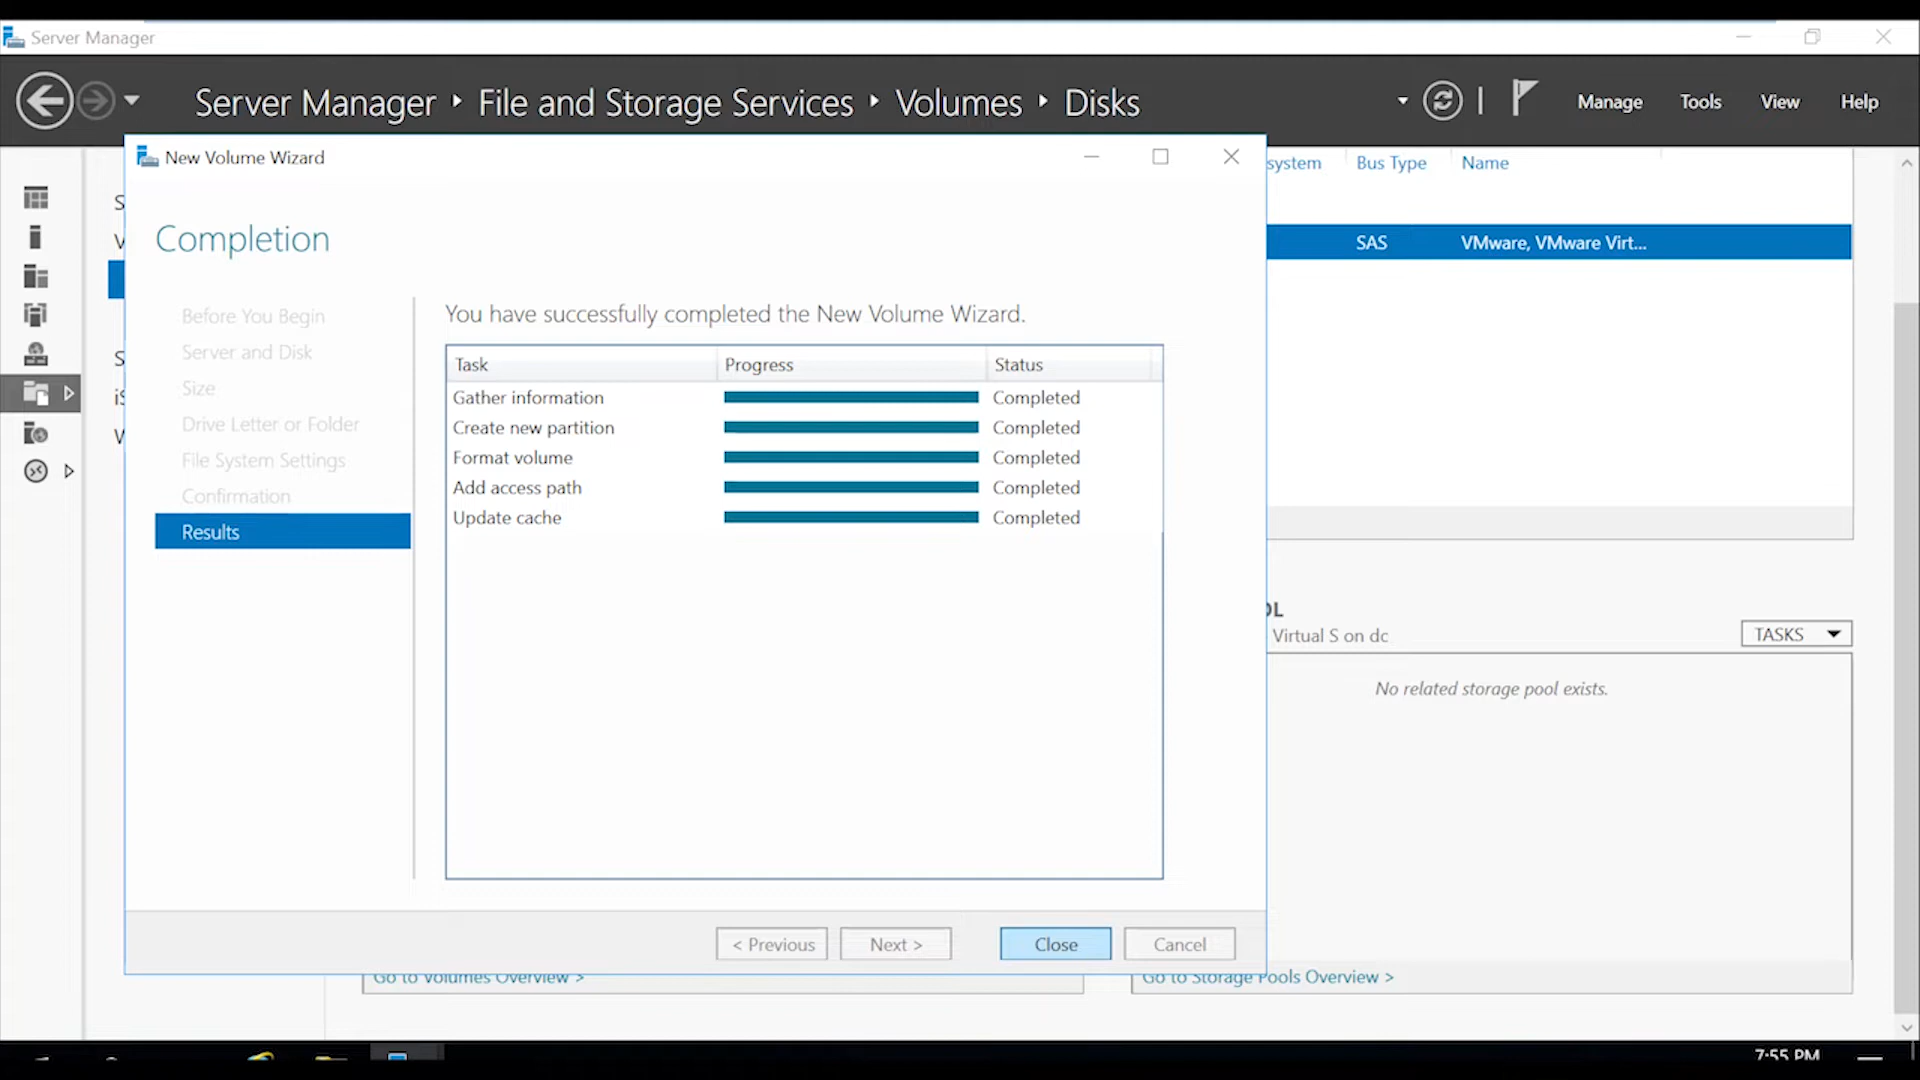 Server Manager
Server Manager ‣ File and Storage Services ‣ Volumes ‣ Disks
Manage Tools View Help
New Volume Wizard
system Bus Type Name
SAS VMware, VMware Virt...
Completion
Before You Begin
Server and Disk
Size
Drive Letter or Folder
File System Settings
Confirmation
Results
You have successfully completed the New Volume Wizard.
Task Progress Status
Gather information Completed
Create new partition Completed
Format volume Completed
Add access path Completed
Update cache Completed
Virtual S on dc
TASKS
No related storage pool exists.
< Previous Next > Close Cancel
Go to Volumes Overview >
Go to Storage Pools Overview >
7:55 PM